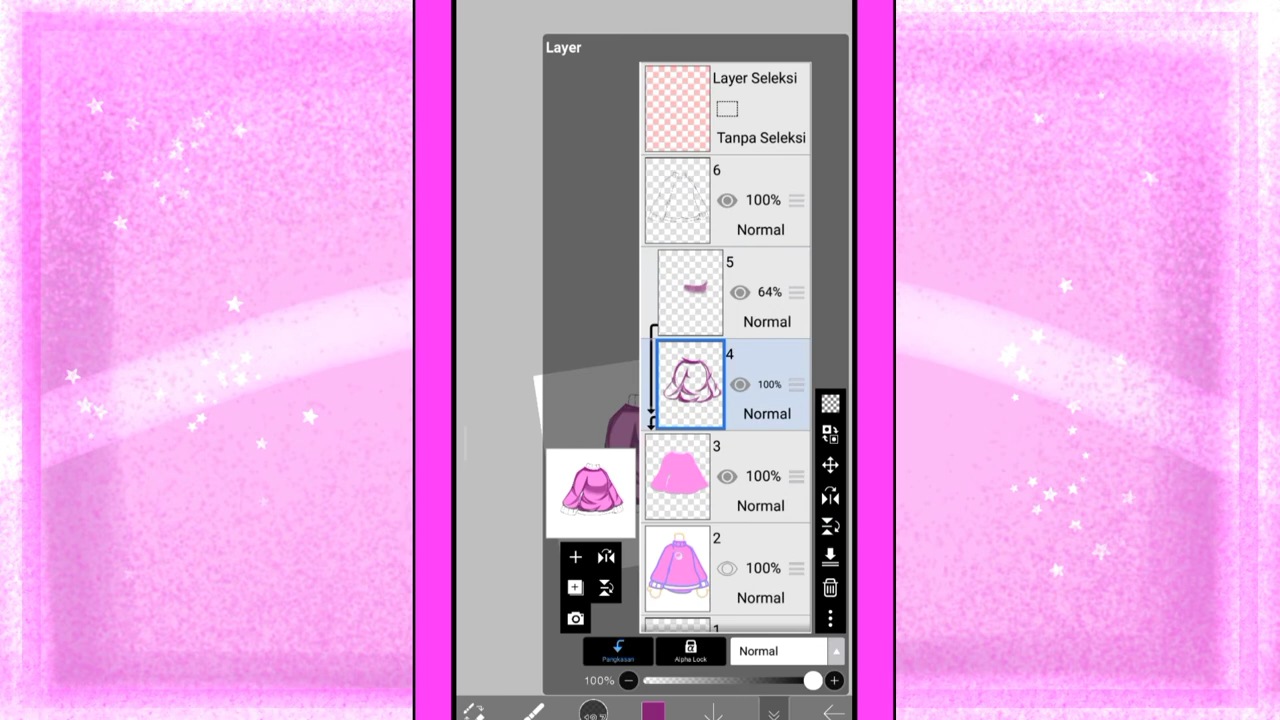 Layer
Layer Seleksi
Tanpa Seleksi
6
100%
Normal
5
64%
Normal
4
100%
Normal
3
100%
Normal
2
100%
Normal
1
Pangkasan
Alpha Lock
Normal
100%